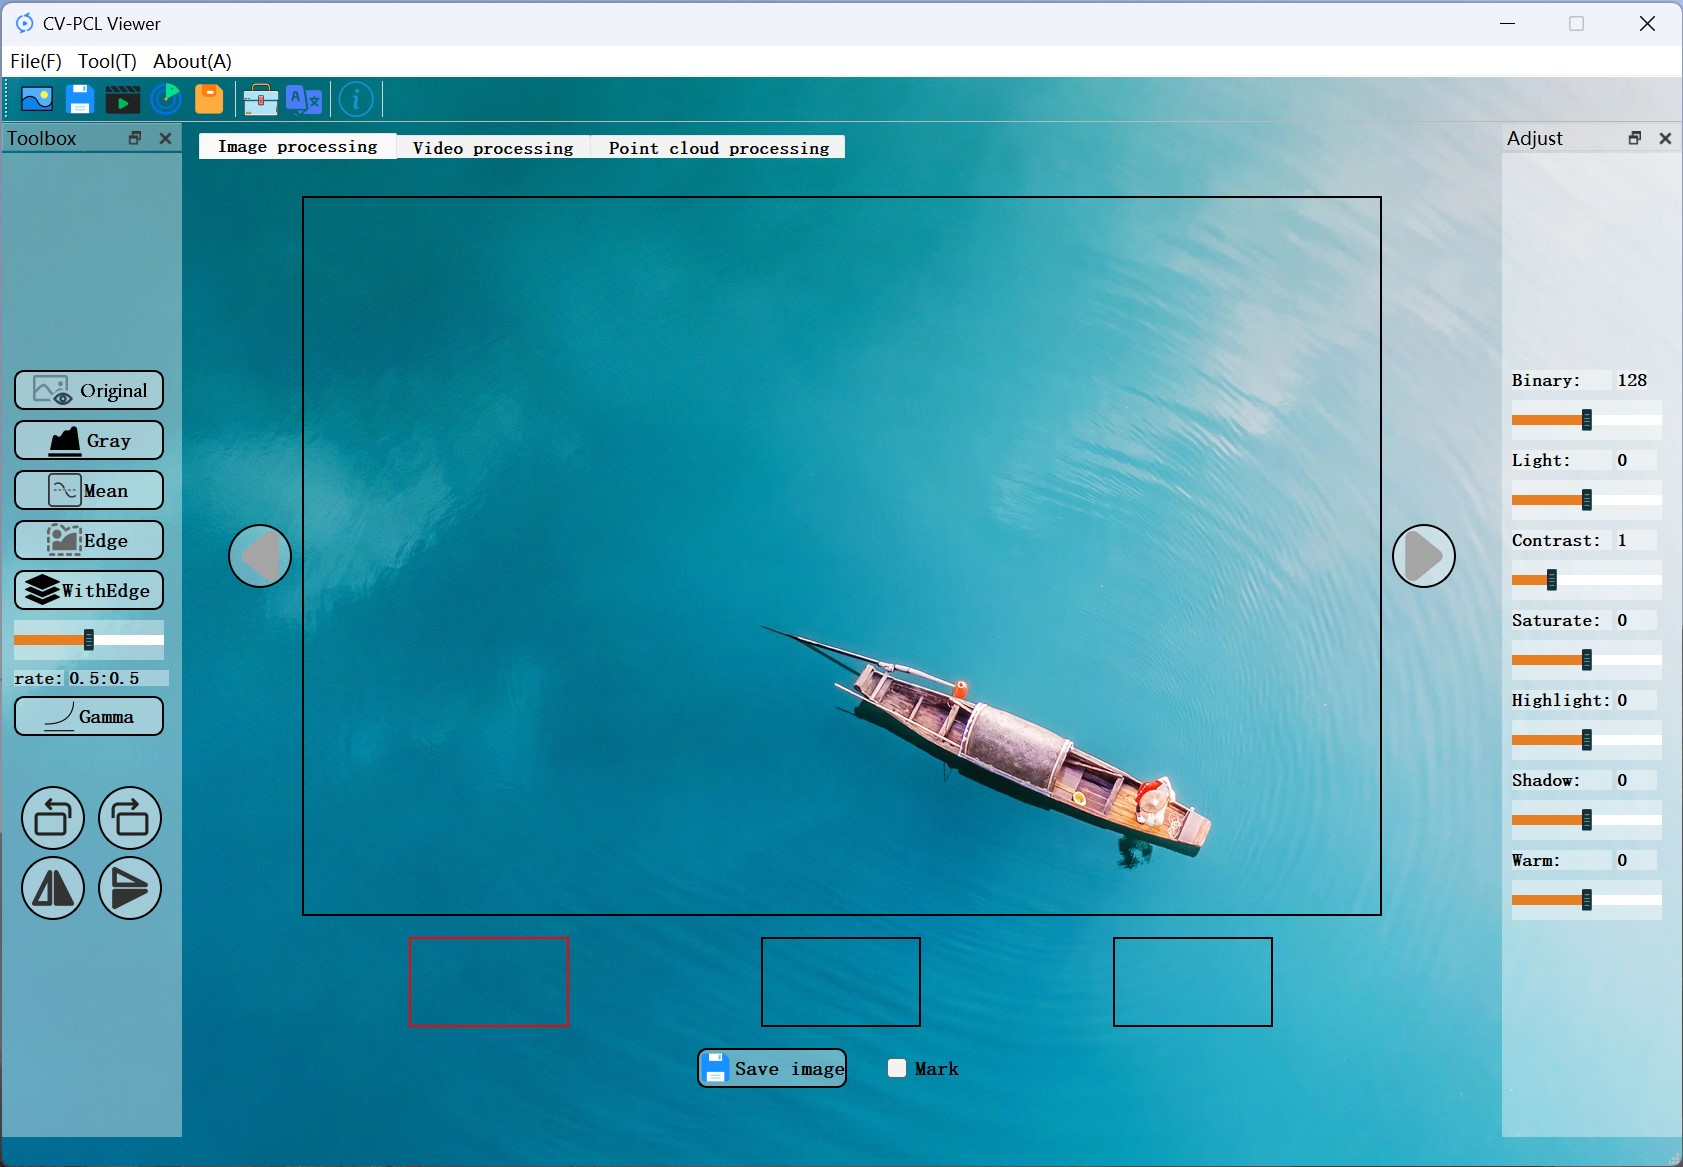 CV-PCL Viewer
File(F) Tool(T) About(A)
Toolbox
Image processing
Video processing
Point cloud processing
Adjust
Original
Gray
Mean
Edge
WithEdge
rate: 0.5:0.5
Gamma
Binary: 128
Light: 0
Contrast: 1
Saturate: 0
Highlight: 0
Shadow: 0
Warm: 0
Save image
Mark